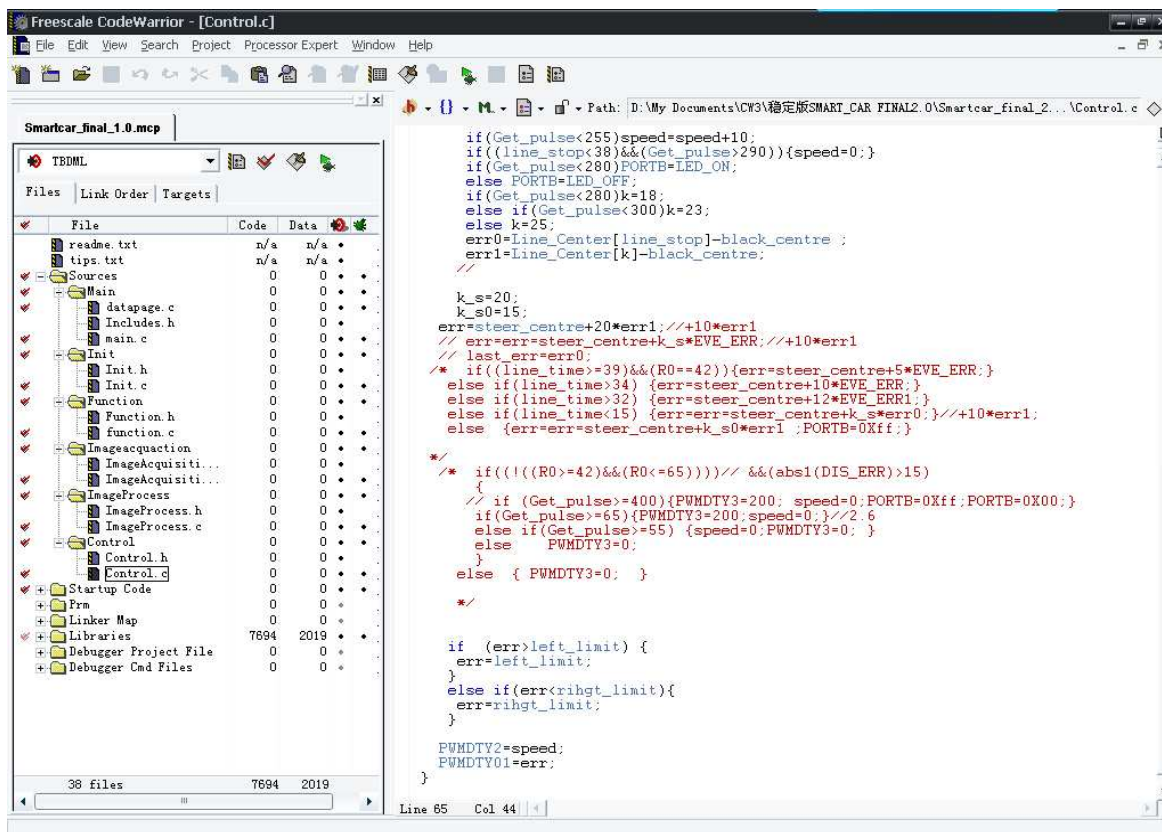 Freescale CodeWarrior - [Control.c]
File Edit View Search Project Processor Expert Window Help
Path: D:\My Documents\CW3\稳定版SMART_CAR FINAL2.0\Smartcar_final_2...\Control.c
Smartcar_final_1.0.mcp
TBDML
Files Link Order Targets
File Code Data
readme.txt n/a n/a
tips.txt n/a n/a
Sources 0 0
Main 0 0
datapage.c 0 0
Includes.h 0 0
main.c 0 0
Init 0 0
Init.h 0 0
Init.c 0 0
Function 0 0
Function.h 0 0
function.c 0 0
Imageacquaction 0 0
ImageAcquisiti... 0 0
ImageAcquisiti... 0 0
ImageProcess 0 0
ImageProcess.h 0 0
ImageProcess.c 0 0
Control 0 0
Control.h 0 0
Control.c 0 0
Startup Code 0 0
Prm 0 0
Linker Map 0 0
Libraries 7694 2019
Debugger Project File 0 0
Debugger Cmd Files 0 0
38 files 7694 2019
if(Get_pulse<255)speed=speed+10;
if((line_stop<38)&&(Get_pulse>290)){speed=0;}
if(Get_pulse<280)PORTB=LED_ON;
else PORTB=LED_OFF;
if(Get_pulse<280)k=18;
else if(Get_pulse<300)k=23;
else k=25;
err0=Line_Center[line_stop]-black_centre ;
err1=Line_Center[k]-black_centre;
//
k_s=20;
k_s0=15;
err=steer_centre+20*err1;//+10*err1
// err=err=steer_centre+k_s*EVE_ERR;//+10*err1
// last_err=err0;
/* if((line_time>=39)&&(R0==42)){err=steer_centre+5*EVE_ERR;}
else if(line_time>34) {err=steer_centre+10*EVE_ERR;}
else if(line_time>32) {err=steer_centre+12*EVE_ERR1;}
else if(line_time<15) {err=err=steer_centre+k_s*err0;}//+10*err1;
else {err=err=steer_centre+k_s0*err1 ;PORTB=0Xff;}
*/
/* if((!((R0>=42)&&(R0<=65))))// &&(abs1(DIS_ERR)>15)
{
// if (Get_pulse>=400){PWMDTY3=200; speed=0;PORTB=0Xff;PORTB=0X00;}
if(Get_pulse>=65){PWMDTY3=200;speed=0;}//2.6
else if(Get_pulse>=55) {speed=0;PWMDTY3=0; }
else PWMDTY3=0;
}
else { PWMDTY3=0; }
*/
if (err>left_limit) {
err=left_limit;
}
else if(err<rihgt_limit){
err=rihgt_limit;
}
PWMDTY2=speed;
PWMDTY01=err;
}
Line 65 Col 44